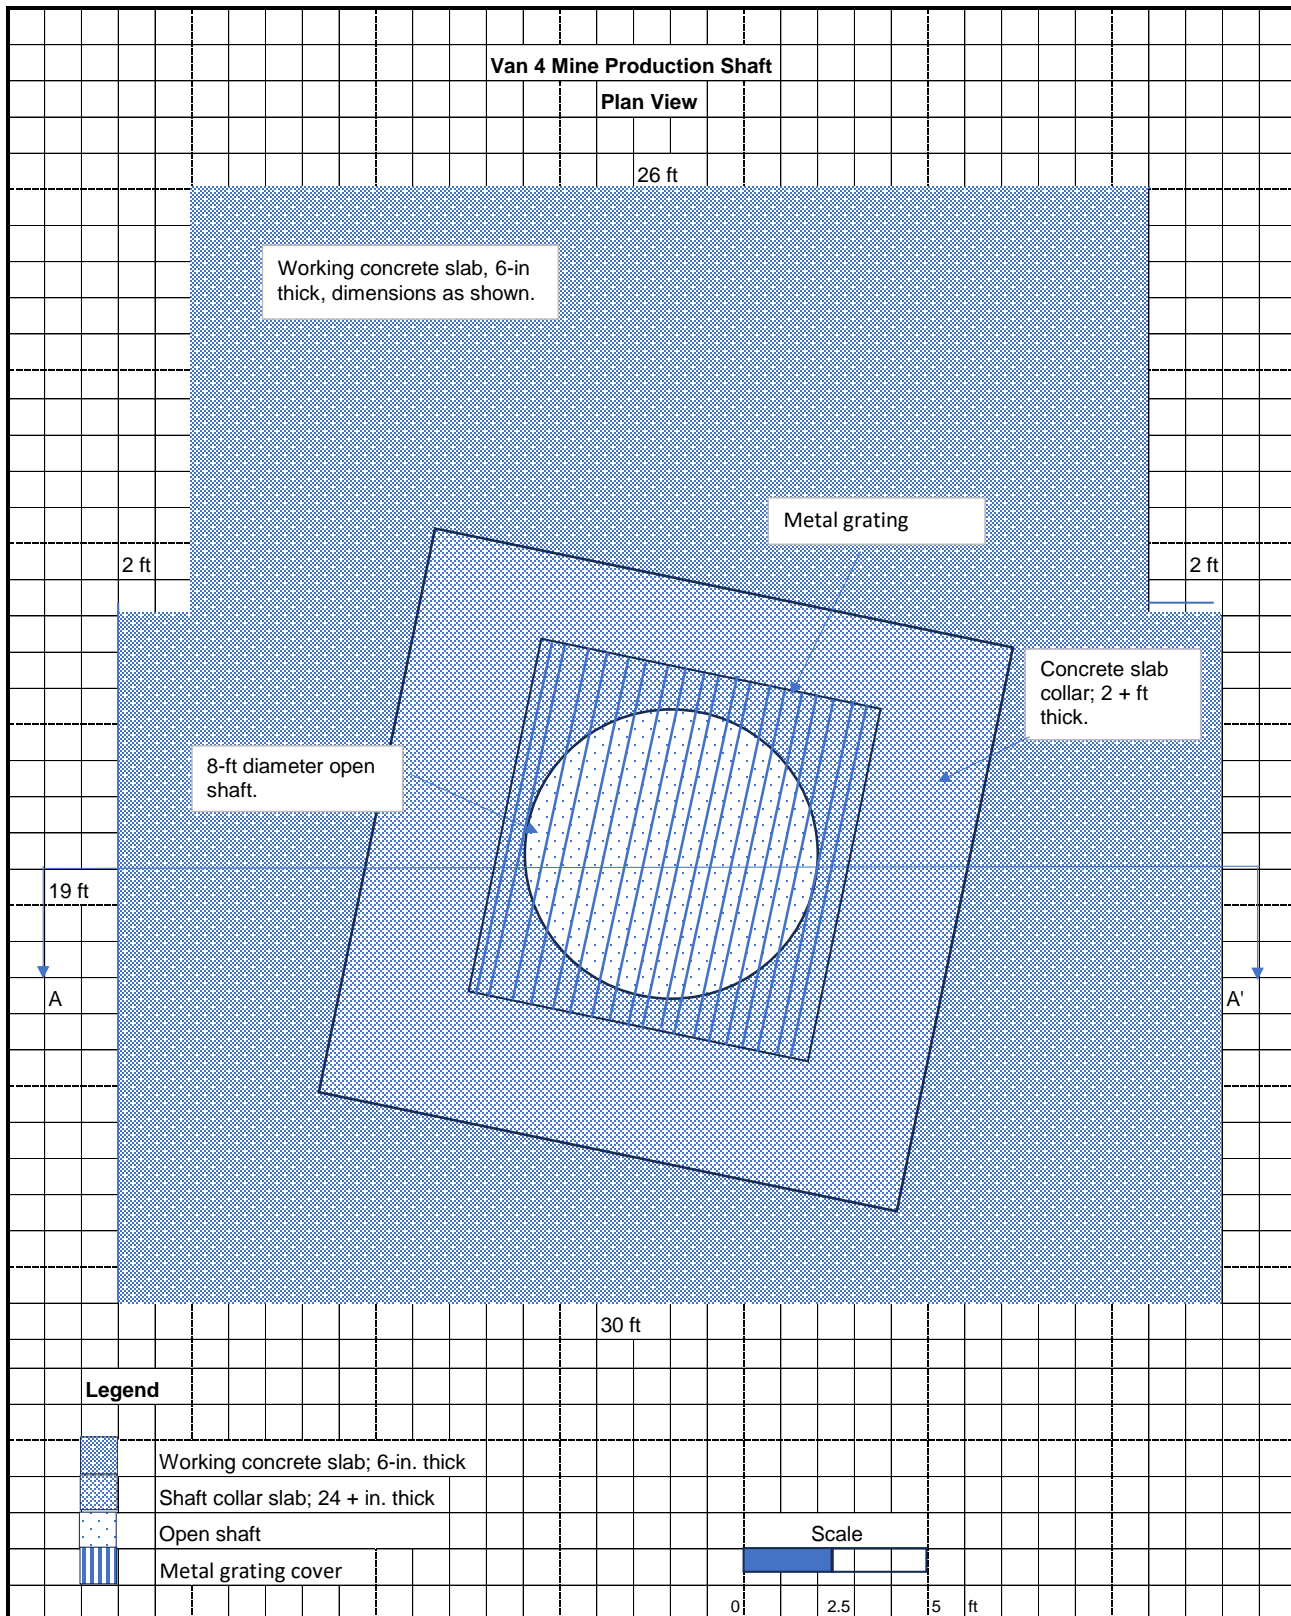 Van 4 Mine Production Shaft
Plan View
26 ft
Working concrete slab, 6-in
thick, dimensions as shown.
Metal grating
2 ft
2 ft
Concrete slab
collar; 2 + ft
thick.
8-ft diameter open
shaft.
19 ft
A
A'
30 ft
Legend
Working concrete slab; 6-in. thick
Shaft collar slab; 24 + in. thick
Open shaft
Scale
Metal grating cover
0 2.5 5 ft